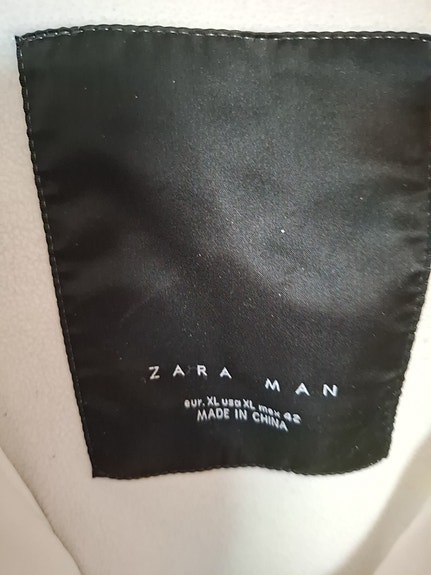 ZARA MAN
eur. XL usa XL mex 42
MADE IN CHINA